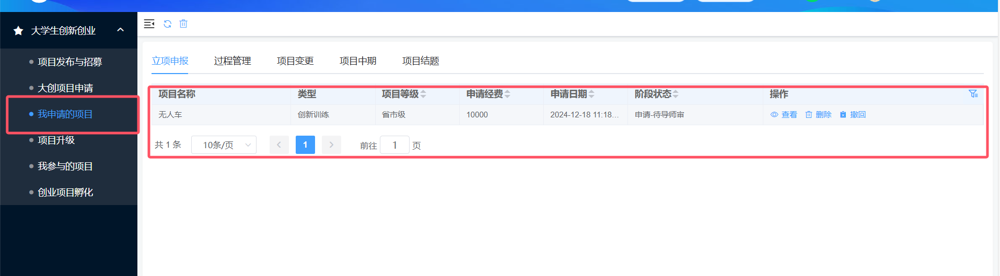 大学生创新创业
项目发布与招募
大创项目申请
我申请的项目
项目升级
我参与的项目
创业项目孵化
立项申报 过程管理 项目变更 项目中期 项目结题
项目名称 类型 项目等级 申请经费 申请日期 阶段状态 操作
无人车 创新训练 省市级 10000 2024-12-18 11:18... 申请-待导师审 查看 删除 撤回
共 1 条 10条/页 1 前往 1 页